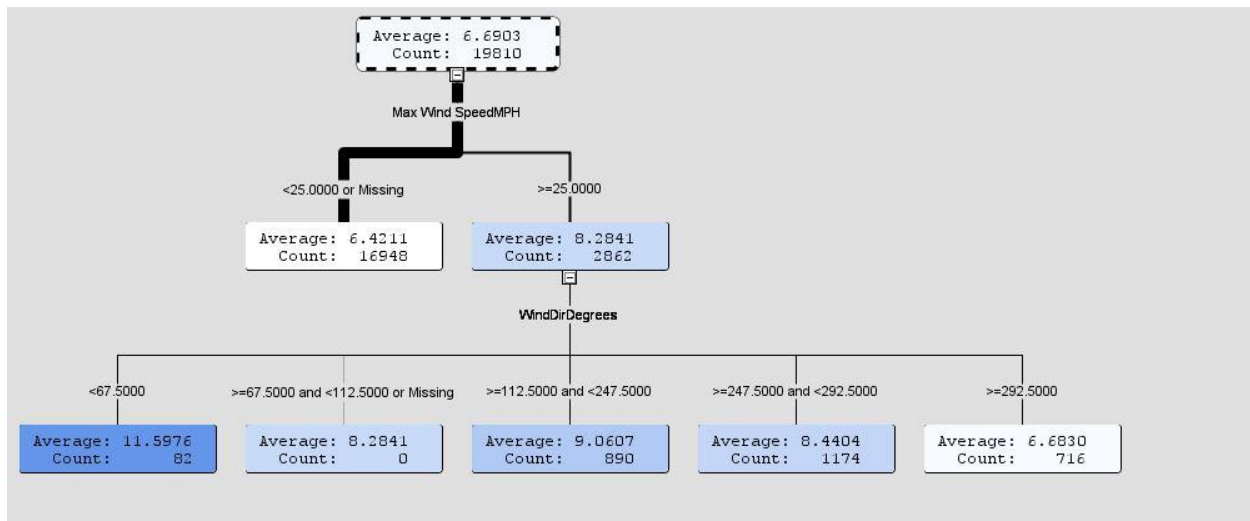 Average: 6.6903
Count: 19810
Max Wind SpeedMPH
<25.0000 or Missing
>=25.0000
Average: 6.4211
Count: 16948
Average: 8.2841
Count: 2862
WindDirDegrees
<67.5000
>=67.5000 and <112.5000 or Missing
>=112.5000 and <247.5000
>=247.5000 and <292.5000
>=292.5000
Average: 11.5976
Count: 82
Average: 8.2841
Count: 0
Average: 9.0607
Count: 890
Average: 8.4404
Count: 1174
Average: 6.6830
Count: 716